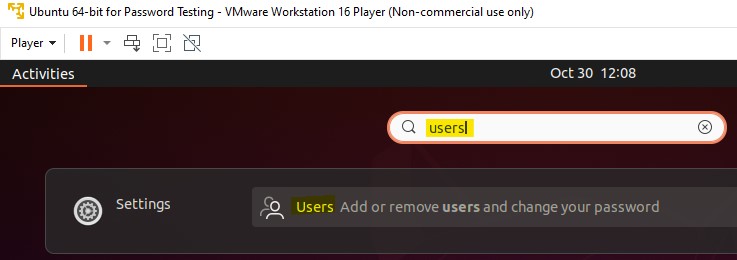 Ubuntu 64-bit for Password Testing - VMware Workstation 16 Player (Non-commercial use only)
Player
Activities Oct 30 12:08
users
Settings Users Add or remove users and change your password